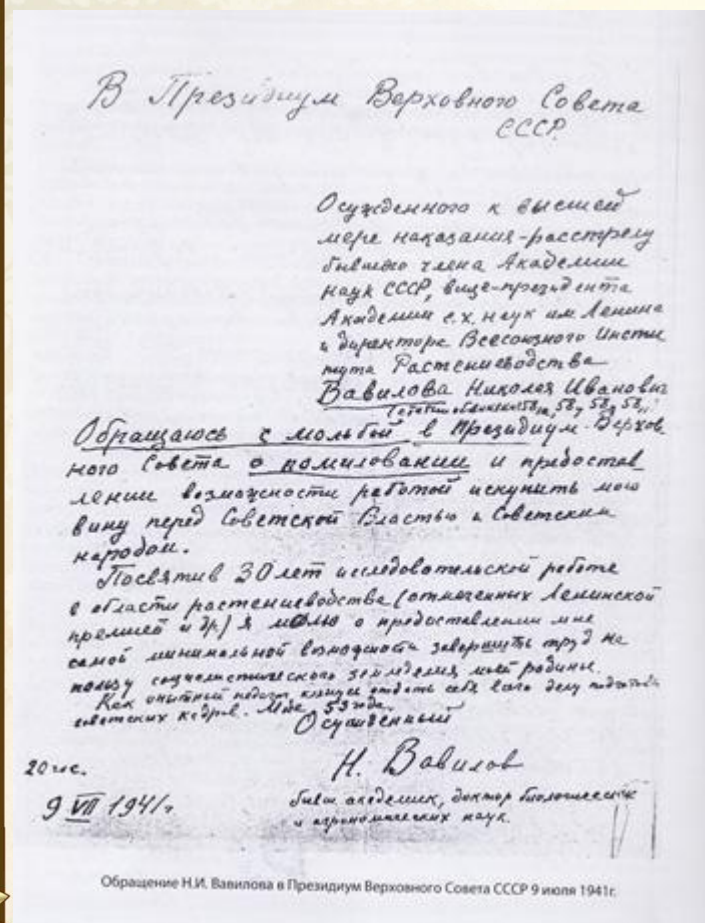 В Президиум Верховного Совета
СССР.
Осужденного к высшей
мере наказания-расстрелу
бывшего члена Академии
наук СССР, вице-президента
Академии с.х. наук им Ленина
и директора Всесоюзного Инсти
тута Растениеводства
Вавилова Николая Ивановича
58 58 58
Обращаюсь с мольбой в Президиум Верхов
ного Совета о помиловании и предостав
лении возможности работой искупить мою
вину перед Советской Властью и Советским
народом.
Посвятив 30 лет исследовательской работе
в области растениеводства (отмеченных Ленинской
премией и др) я молю о предоставлении мне
самой минимальной возможности завершить труд на
пользу социалистического земледелия моей родины.
Как опытный педагог клянусь отдать себя делу подготовки
советских кадров. Мне 53 года.
Осужденный
20 час.
Н. Вавилов
9 VII 1941г
бывш. академик, доктор биологических
и агрономических наук.
Обращение Н.И. Вавилова в Президиум Верховного Совета СССР 9 июля 1941г.